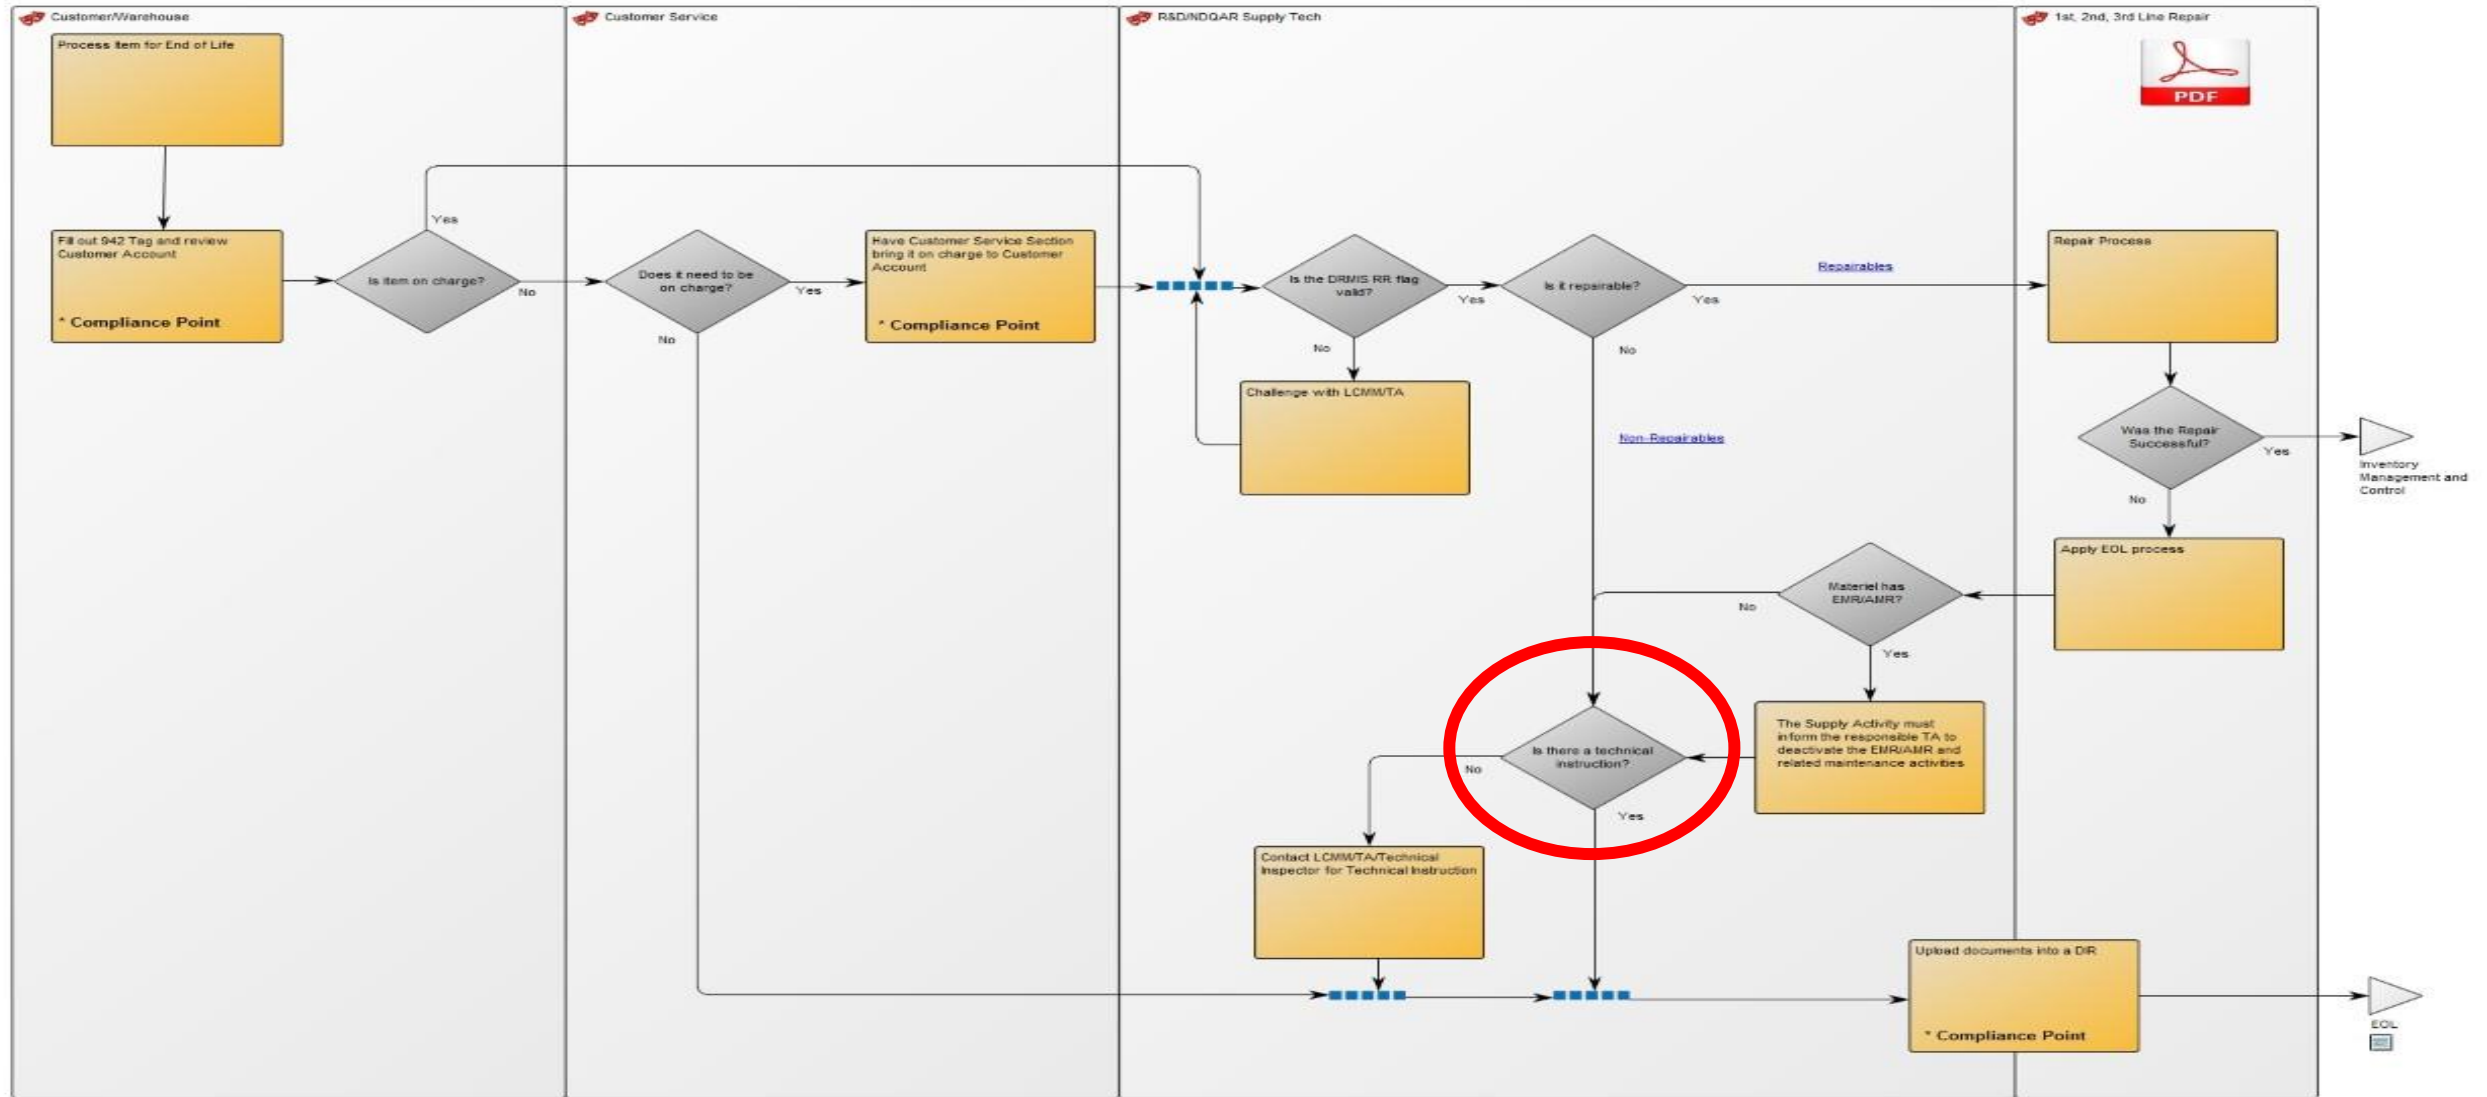 Customer/Warehouse
Customer Service
R&D/NDQAR Supply Tech
1st, 2nd, 3rd Line Repair
Process Item for End of Life
PDF
Yes
Fill out 942 Tag and review
Customer Account
* Compliance Point
Is item on charge?
No
Does it need to be
on charge?
Yes
No
Have Customer Service Section
bring it on charge to Customer
Account
* Compliance Point
Is the DRMIS RR flag
valid?
Yes
No
Is it repairable?
Yes
No
Repairables
Repair Process
Challenge with LCMM/TA
Non-Repairables
Was the Repair
Successful?
Yes
No
Inventory
Management and
Control
Apply EOL process
Materiel has
EMR/AMR?
No
Yes
The Supply Activity must
inform the responsible TA to
deactivate the EMR/AMR and
related maintenance activities
Is there a technical
instruction?
No
Yes
Contact LCMM/TA/Technical
Inspector for Technical Instruction
Upload documents into a DIR
* Compliance Point
EOL